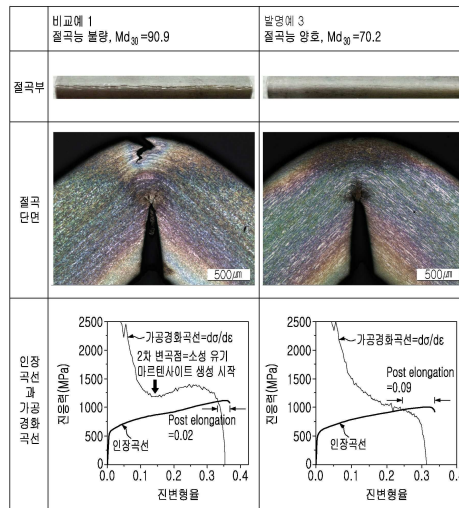 비교예 1
절곡능 불량, Md30 =90.9
발명예 3
절곡능 양호, Md30 =70.2
절곡부
절곡
단면
500㎛
500㎛
인장
곡선
과
가공
경화
곡선
2500
2000
1500
1000
500
0
0.0 0.1 0.2 0.3 0.4
진응력(MPa)
진변형율
가공경화곡선=dσ/dε
2차 변곡점=소성 유기
마르텐사이트 생성 시작
Post elongation
=0.02
인장곡선
2500
2000
1500
1000
500
0
0.0 0.1 0.2 0.3 0.4
진응력(MPa)
진변형율
가공경화곡선=dσ/dε
Post elongation
=0.09
인장곡선